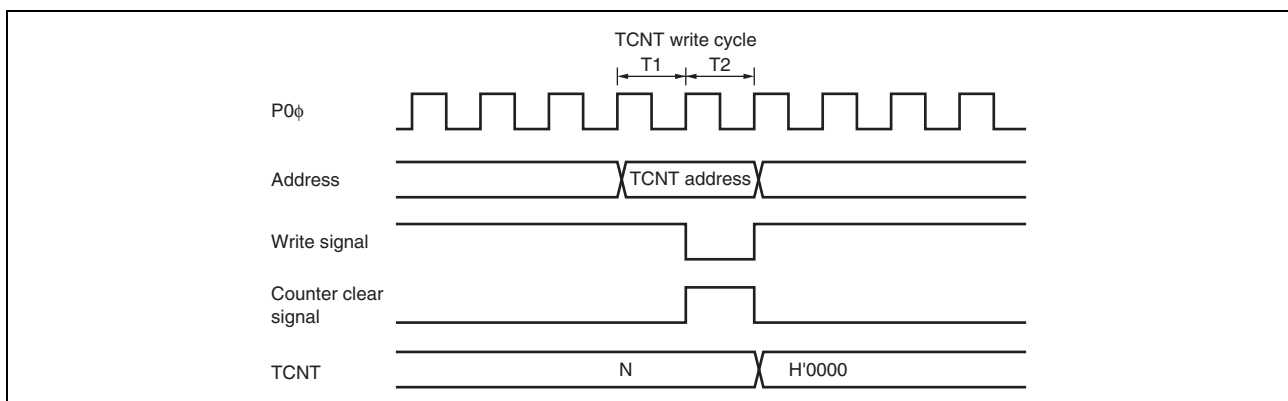 TCNT write cycle
T1 T2
P0ϕ
Address
TCNT address
Write signal
Counter clear
signal
TCNT
N
H'0000